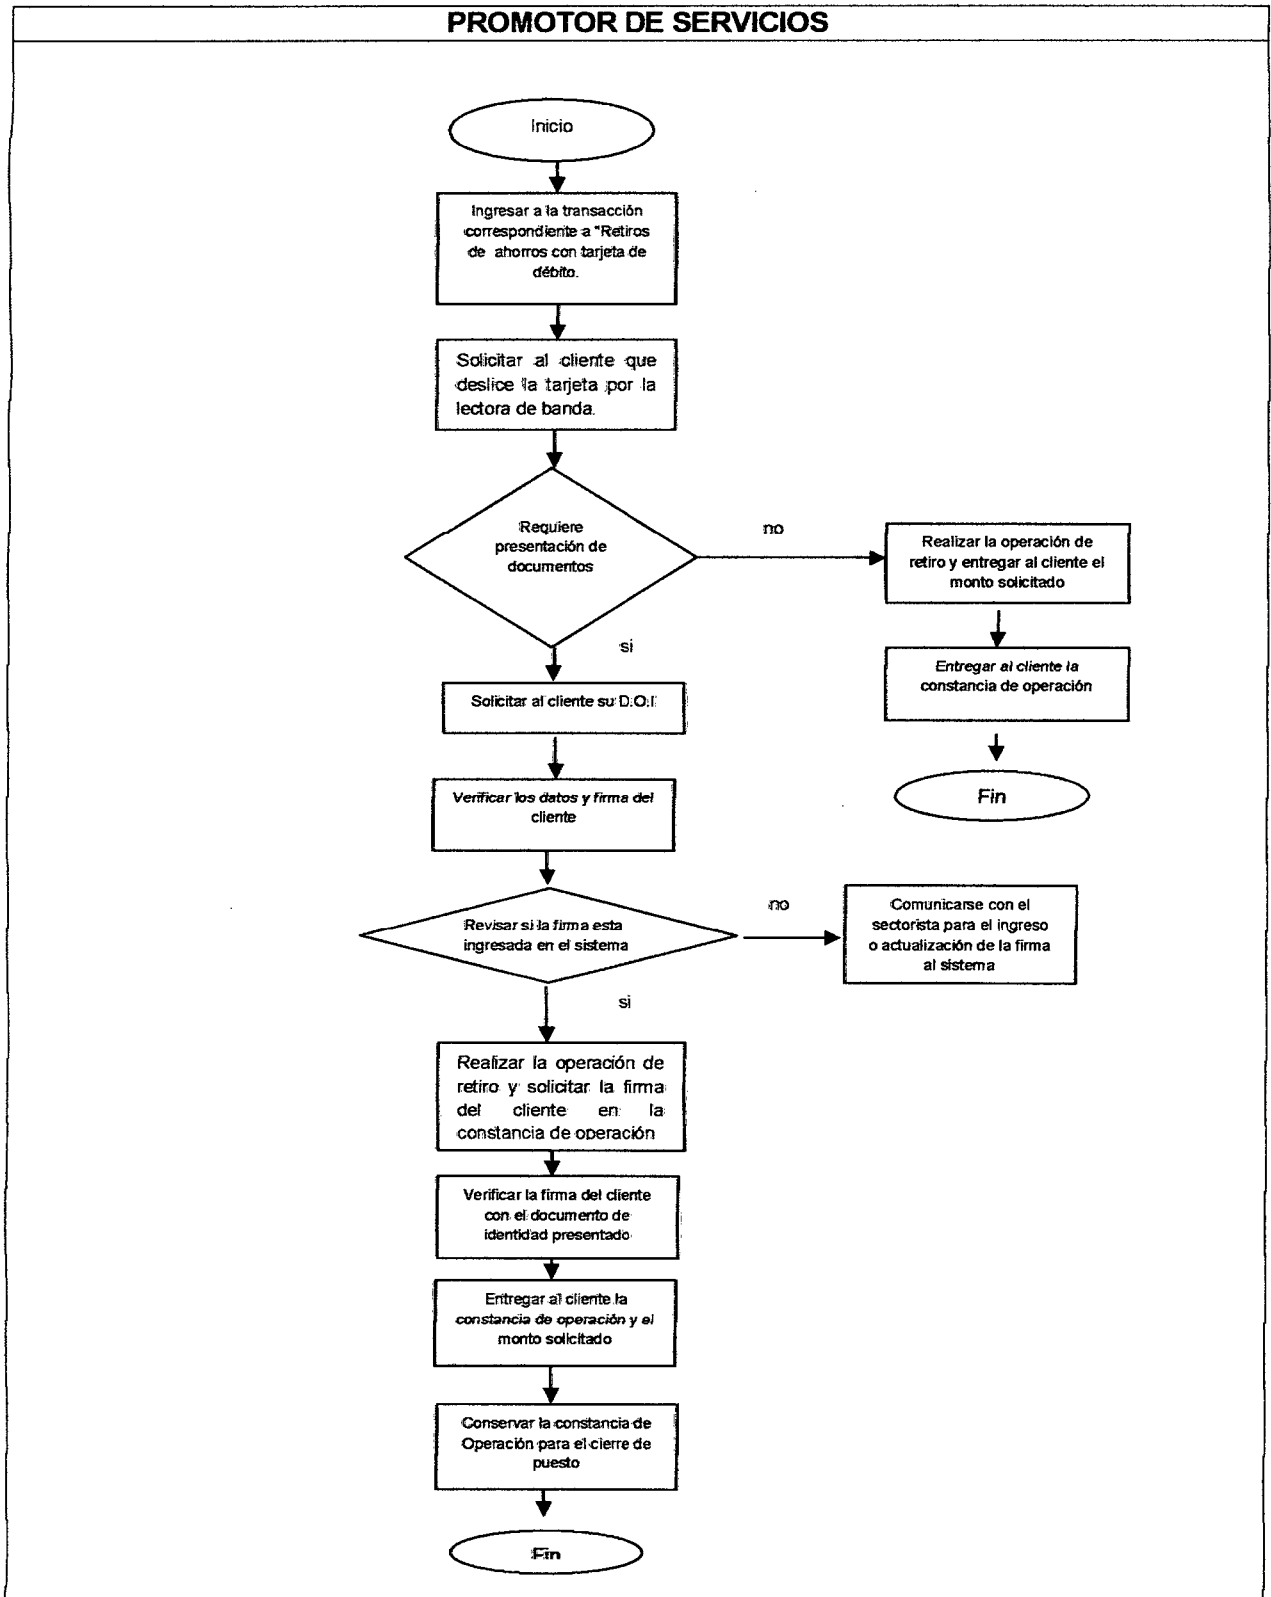 PROMOTOR DE SERVICIOS
Inicio
Ingresar a la transacción
correspondiente a "Retiros
de ahorros con tarjeta de
débito.
Solicitar al cliente que
deslice la tarjeta por la
lectora de banda.
Requiere
presentación de
documentos
no
Realizar la operación de
retiro y entregar al cliente el
monto solicitado
si
Entregar al cliente la
constancia de operación
Solicitar al cliente su D.O.I
Fin
Verificar los datos y firma del
cliente
Revisar si la firma esta
ingresada en el sistema
no
Comunicarse con el
sectorista para el ingreso
o actualización de la firma
al sistema
si
Realizar la operación de
retiro y solicitar la firma
del cliente en la
constancia de operación
Verificar la firma del cliente
con el documento de
identidad presentado
Entregar al cliente la
constancia de operación y el
monto solicitado
Conservar la constancia de
Operación para el cierre de
puesto
Fin